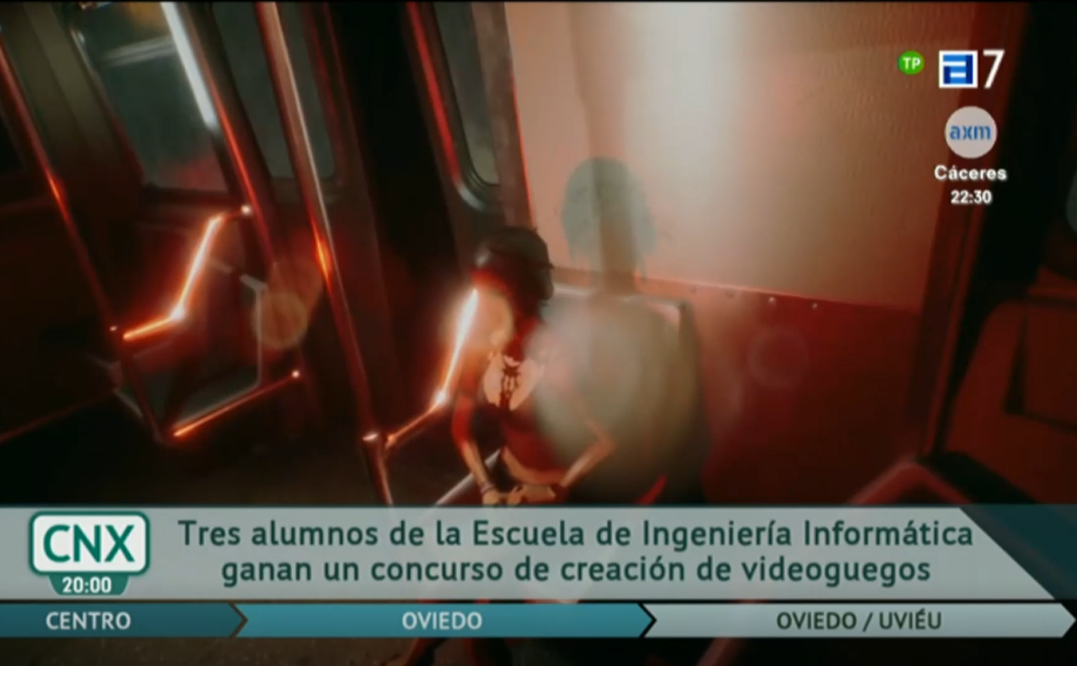 TP
a7
axm
Cáceres
22:30
CNX
20:00
Tres alumnos de la Escuela de Ingeniería Informática
ganan un concurso de creación de videoguegos
CENTRO
OVIEDO
OVIEDO / UVIÉU